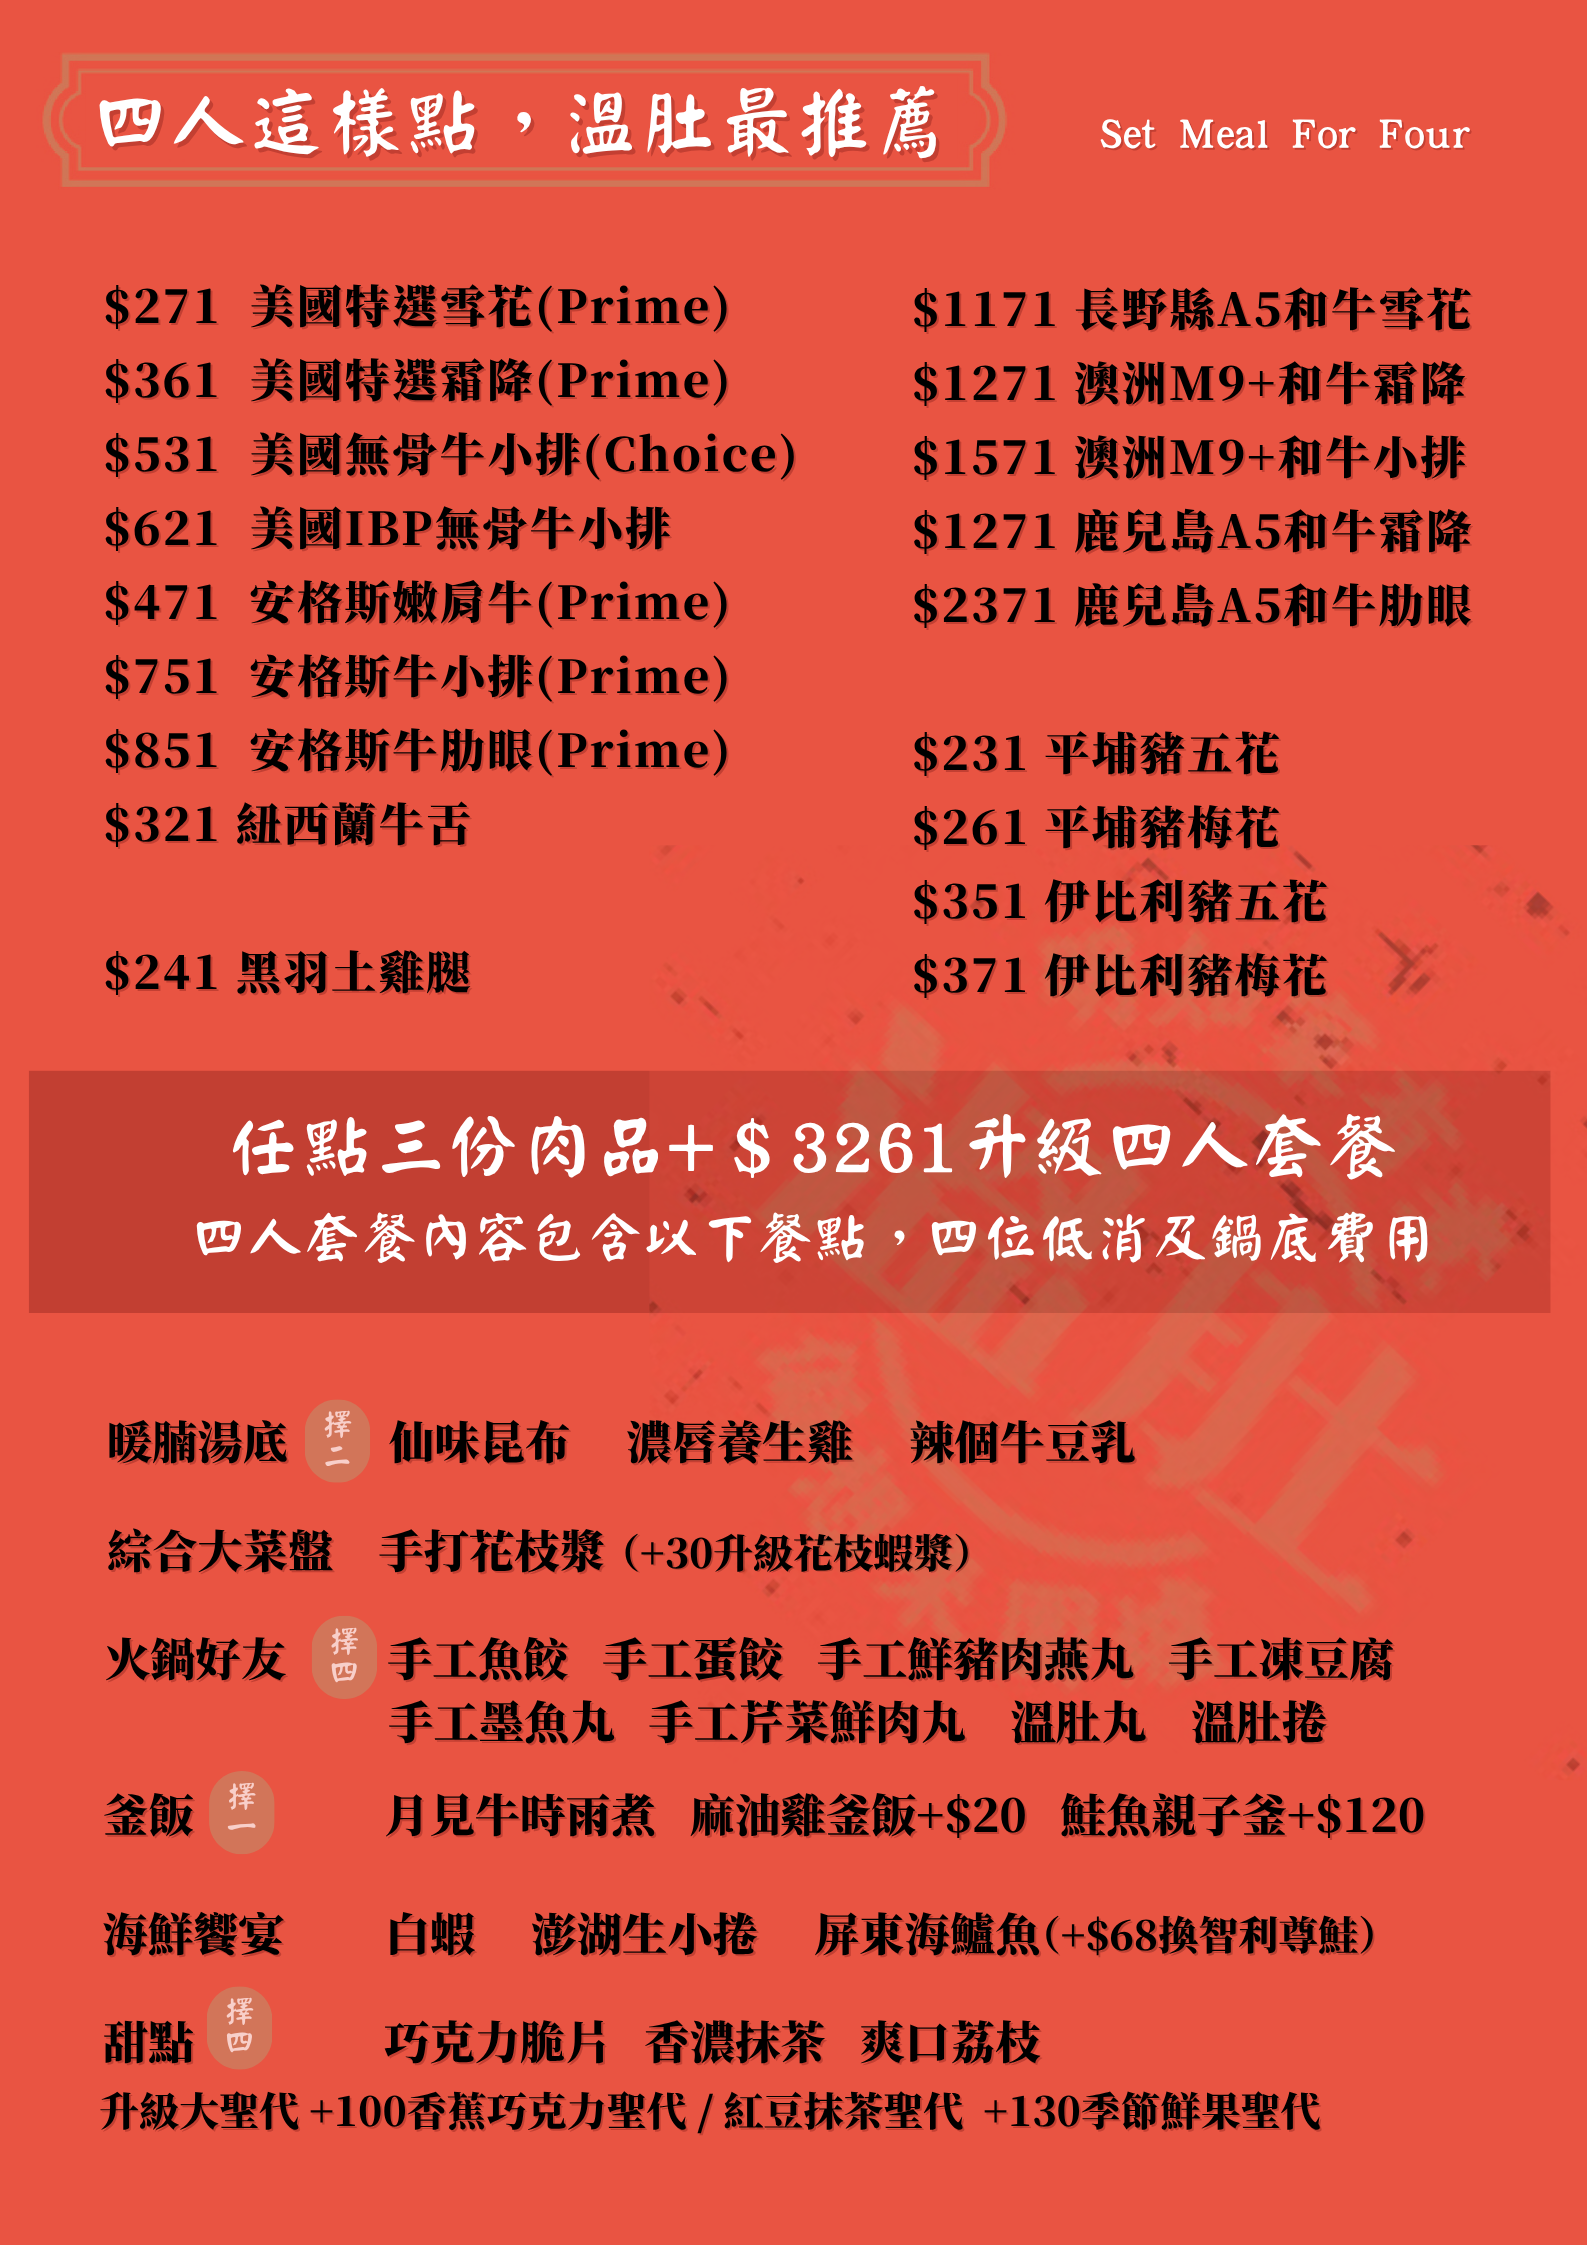 四人這樣點，溫肚最推薦
Set Meal For Four
$271 美國特選雪花(Prime)
$361 美國特選霜降(Prime)
$531 美國無骨牛小排(Choice)
$621 美國IBP無骨牛小排
$471 安格斯嫩肩牛(Prime)
$751 安格斯牛小排(Prime)
$851 安格斯牛肋眼(Prime)
$321 紐西蘭牛舌
$241 黑羽土雞腿
$1171 長野縣A5和牛雪花
$1271 澳洲M9+和牛霜降
$1571 澳洲M9+和牛小排
$1271 鹿兒島A5和牛霜降
$2371 鹿兒島A5和牛肋眼
$231 平埔豬五花
$261 平埔豬梅花
$351 伊比利豬五花
$371 伊比利豬梅花
任點三份肉品+$3261升級四人套餐
四人套餐內容包含以下餐點，四位低消及鍋底費用
暖腩湯底 擇二 仙味昆布 濃唇養生雞 辣個牛豆乳
綜合大菜盤 手打花枝漿 (+30升級花枝蝦漿)
火鍋好友 擇四 手工魚餃 手工蛋餃 手工鮮豬肉燕丸 手工凍豆腐
手工墨魚丸 手工芹菜鮮肉丸 溫肚丸 溫肚捲
釜飯 擇一 月見牛時雨煮 麻油雞釜飯+$20 鮭魚親子釜+$120
海鮮饗宴 白蝦 澎湖生小捲 屏東海鱸魚(+$68換智利尊鮭)
甜點 擇四 巧克力脆片 香濃抹茶 爽口荔枝
升級大聖代 +100香蕉巧克力聖代 / 紅豆抹茶聖代 +130季節鮮果聖代
溫肚